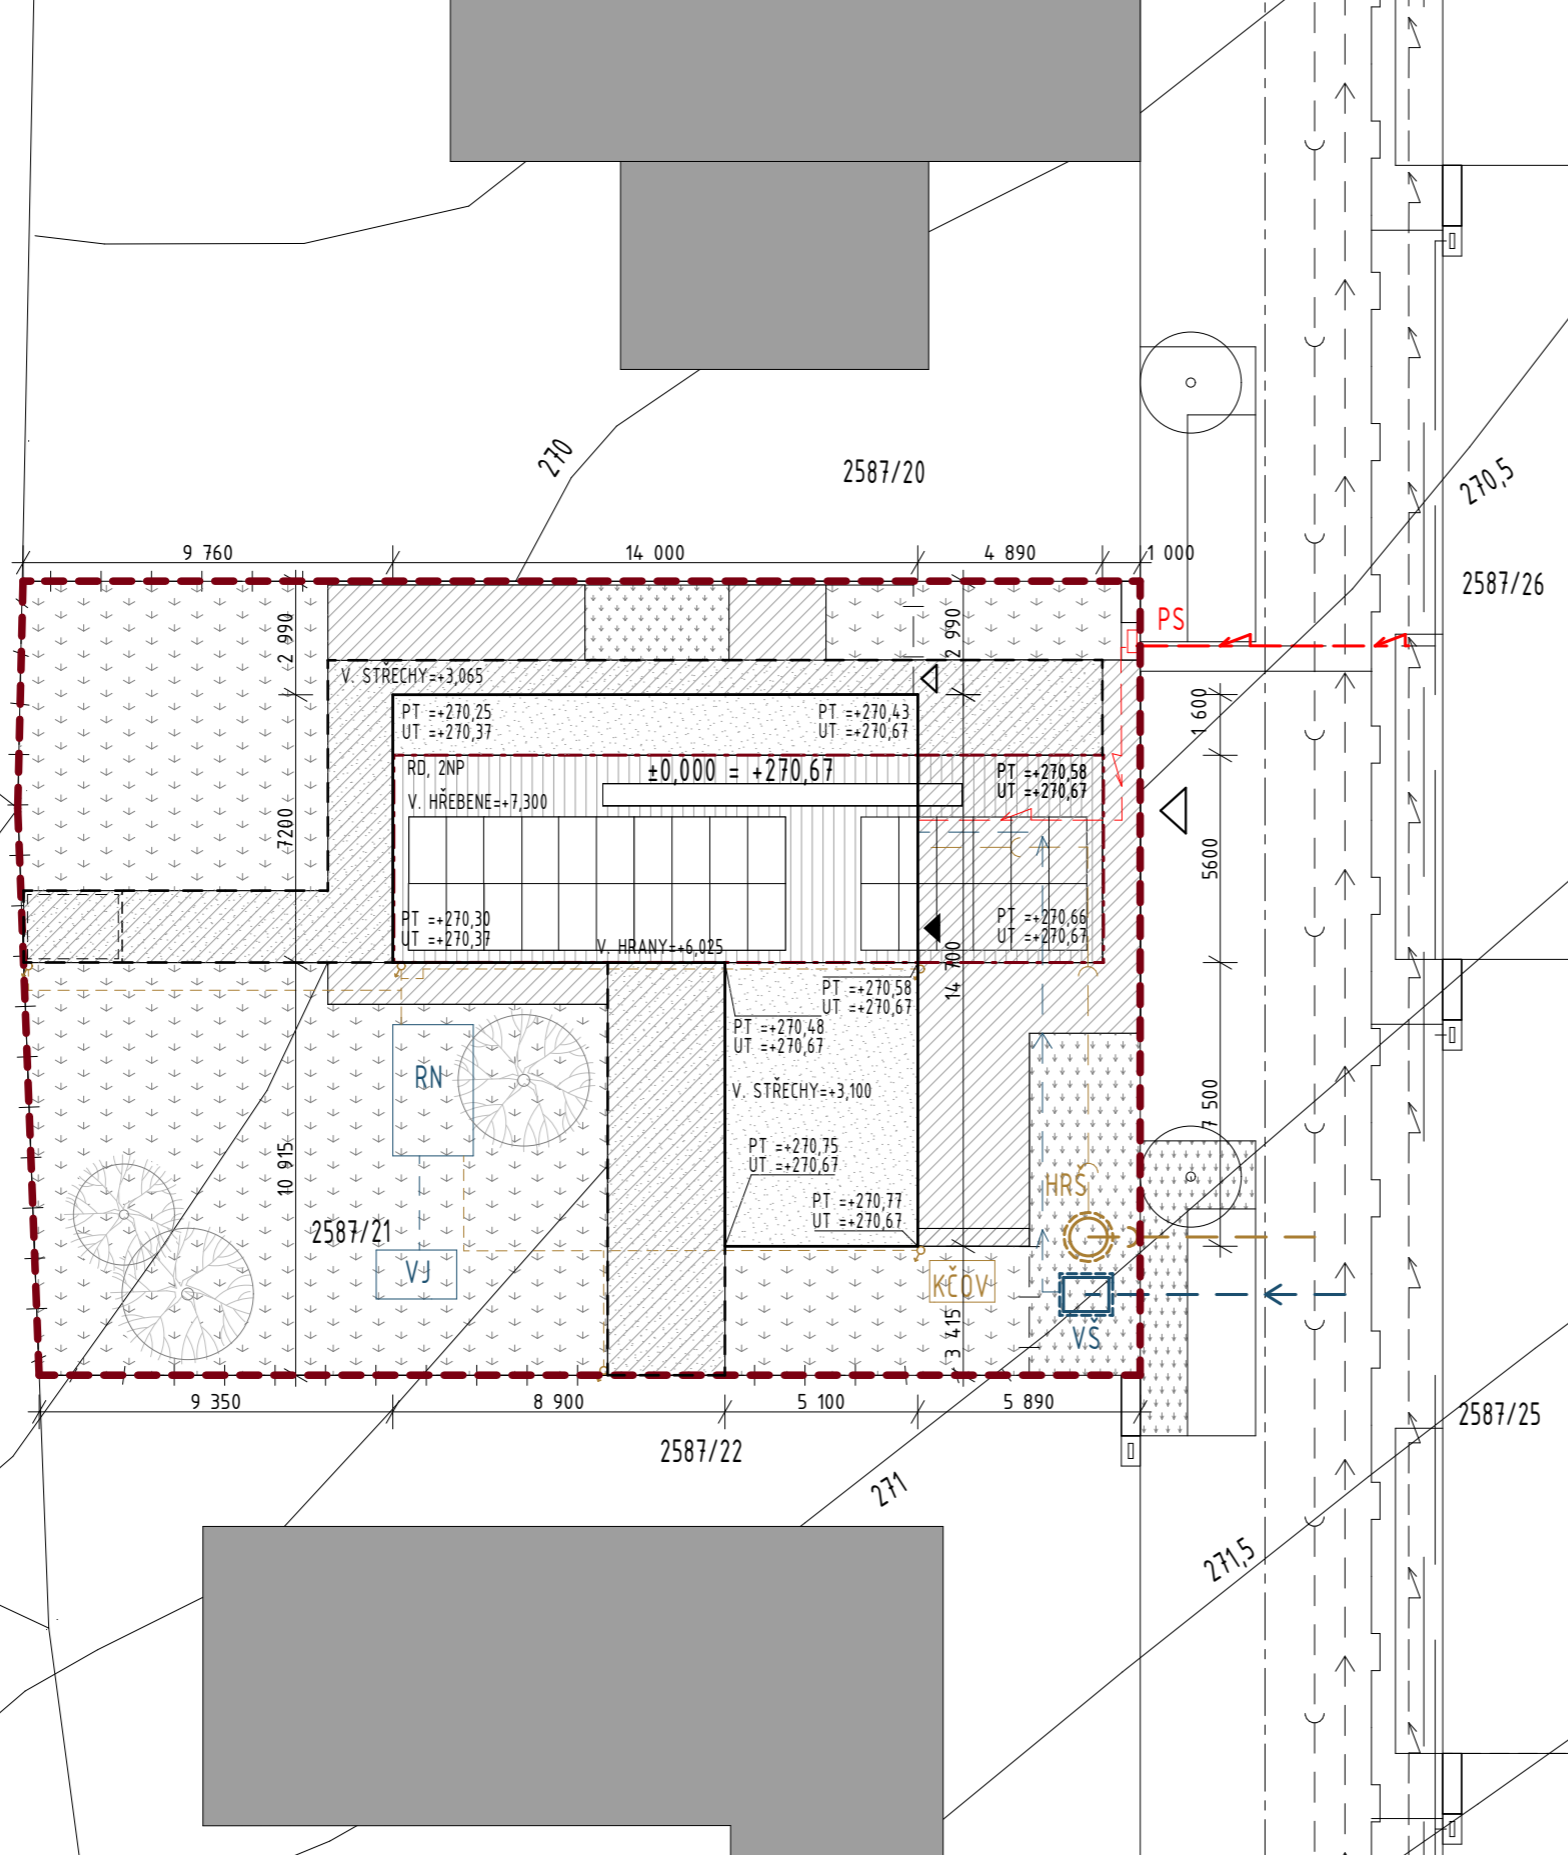 270
2587/20
270,5
2587/26
9 760
14 000
4 890
1 000
2 990
2 990
PS
V. STŘECHY=+3,065
PT =+270,25
UT =+270,37
PT =+270,43
UT =+270,67
1 600
RD, 2NP
±0,000 = +270,67
PT =+270,58
UT =+270,67
V. HŘEBENE=+7,300
7200
5600
PT =+270,30
UT =+270,37
PT =+270,66
UT =+270,67
V. HRANY=+6,025
14 700
PT =+270,58
UT =+270,67
PT =+270,48
UT =+270,67
RN
V. STŘECHY=+3,100
7 500
10 915
PT =+270,75
UT =+270,67
HRŠ
PT =+270,77
UT =+270,67
2587/21
VJ
KČOV
VŠ
3 415
9 350
8 900
5 100
5 890
2587/25
2587/22
271
271,5